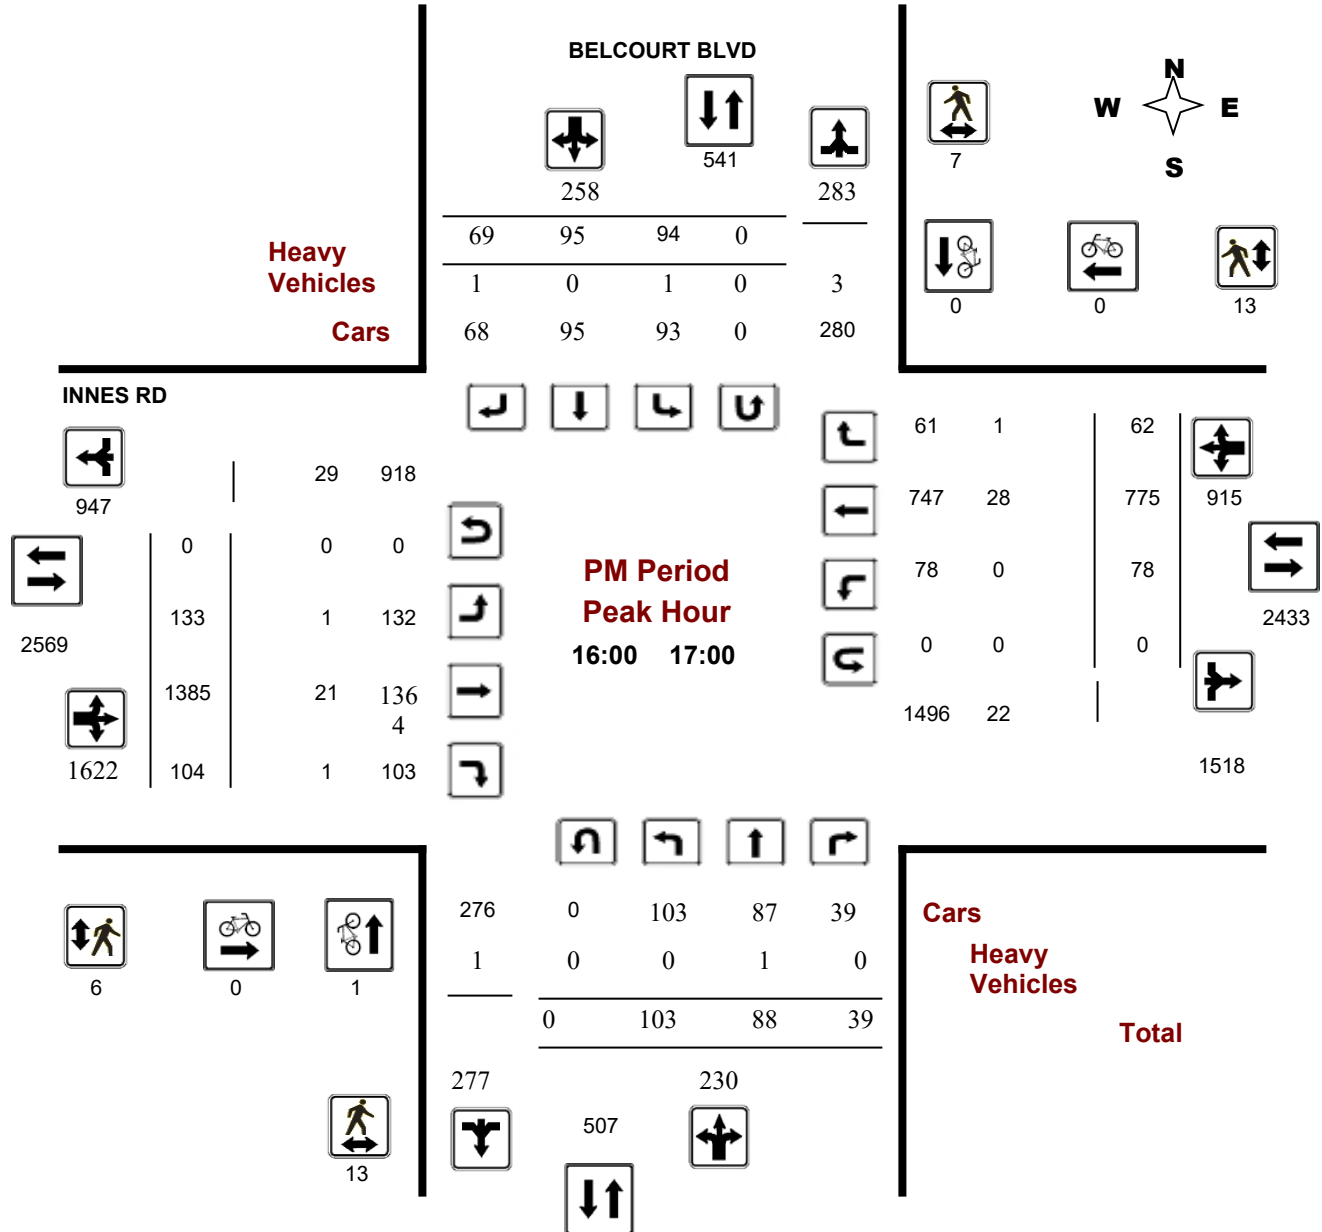 BELCOURT BLVD
N
W E
S
541
7
258 283
69 95 94 0
Heavy
Vehicles
1 0 1 0 3
0 0 13
Cars
68 95 93 0 280
INNES RD
61 1 62
29 918
947
747 28 775 915
0 0 0
PM Period
78 0 78
Peak Hour
133 1 132
2433
2569
16:00 17:00
0 0 0
1385 21 136
4
1496 22
1622 104 1 103
1518
276 0 103 87 39
Cars
1 0 0 1 0
Heavy
Vehicles
6 0 1
0 103 88 39
Total
277 230
507
13